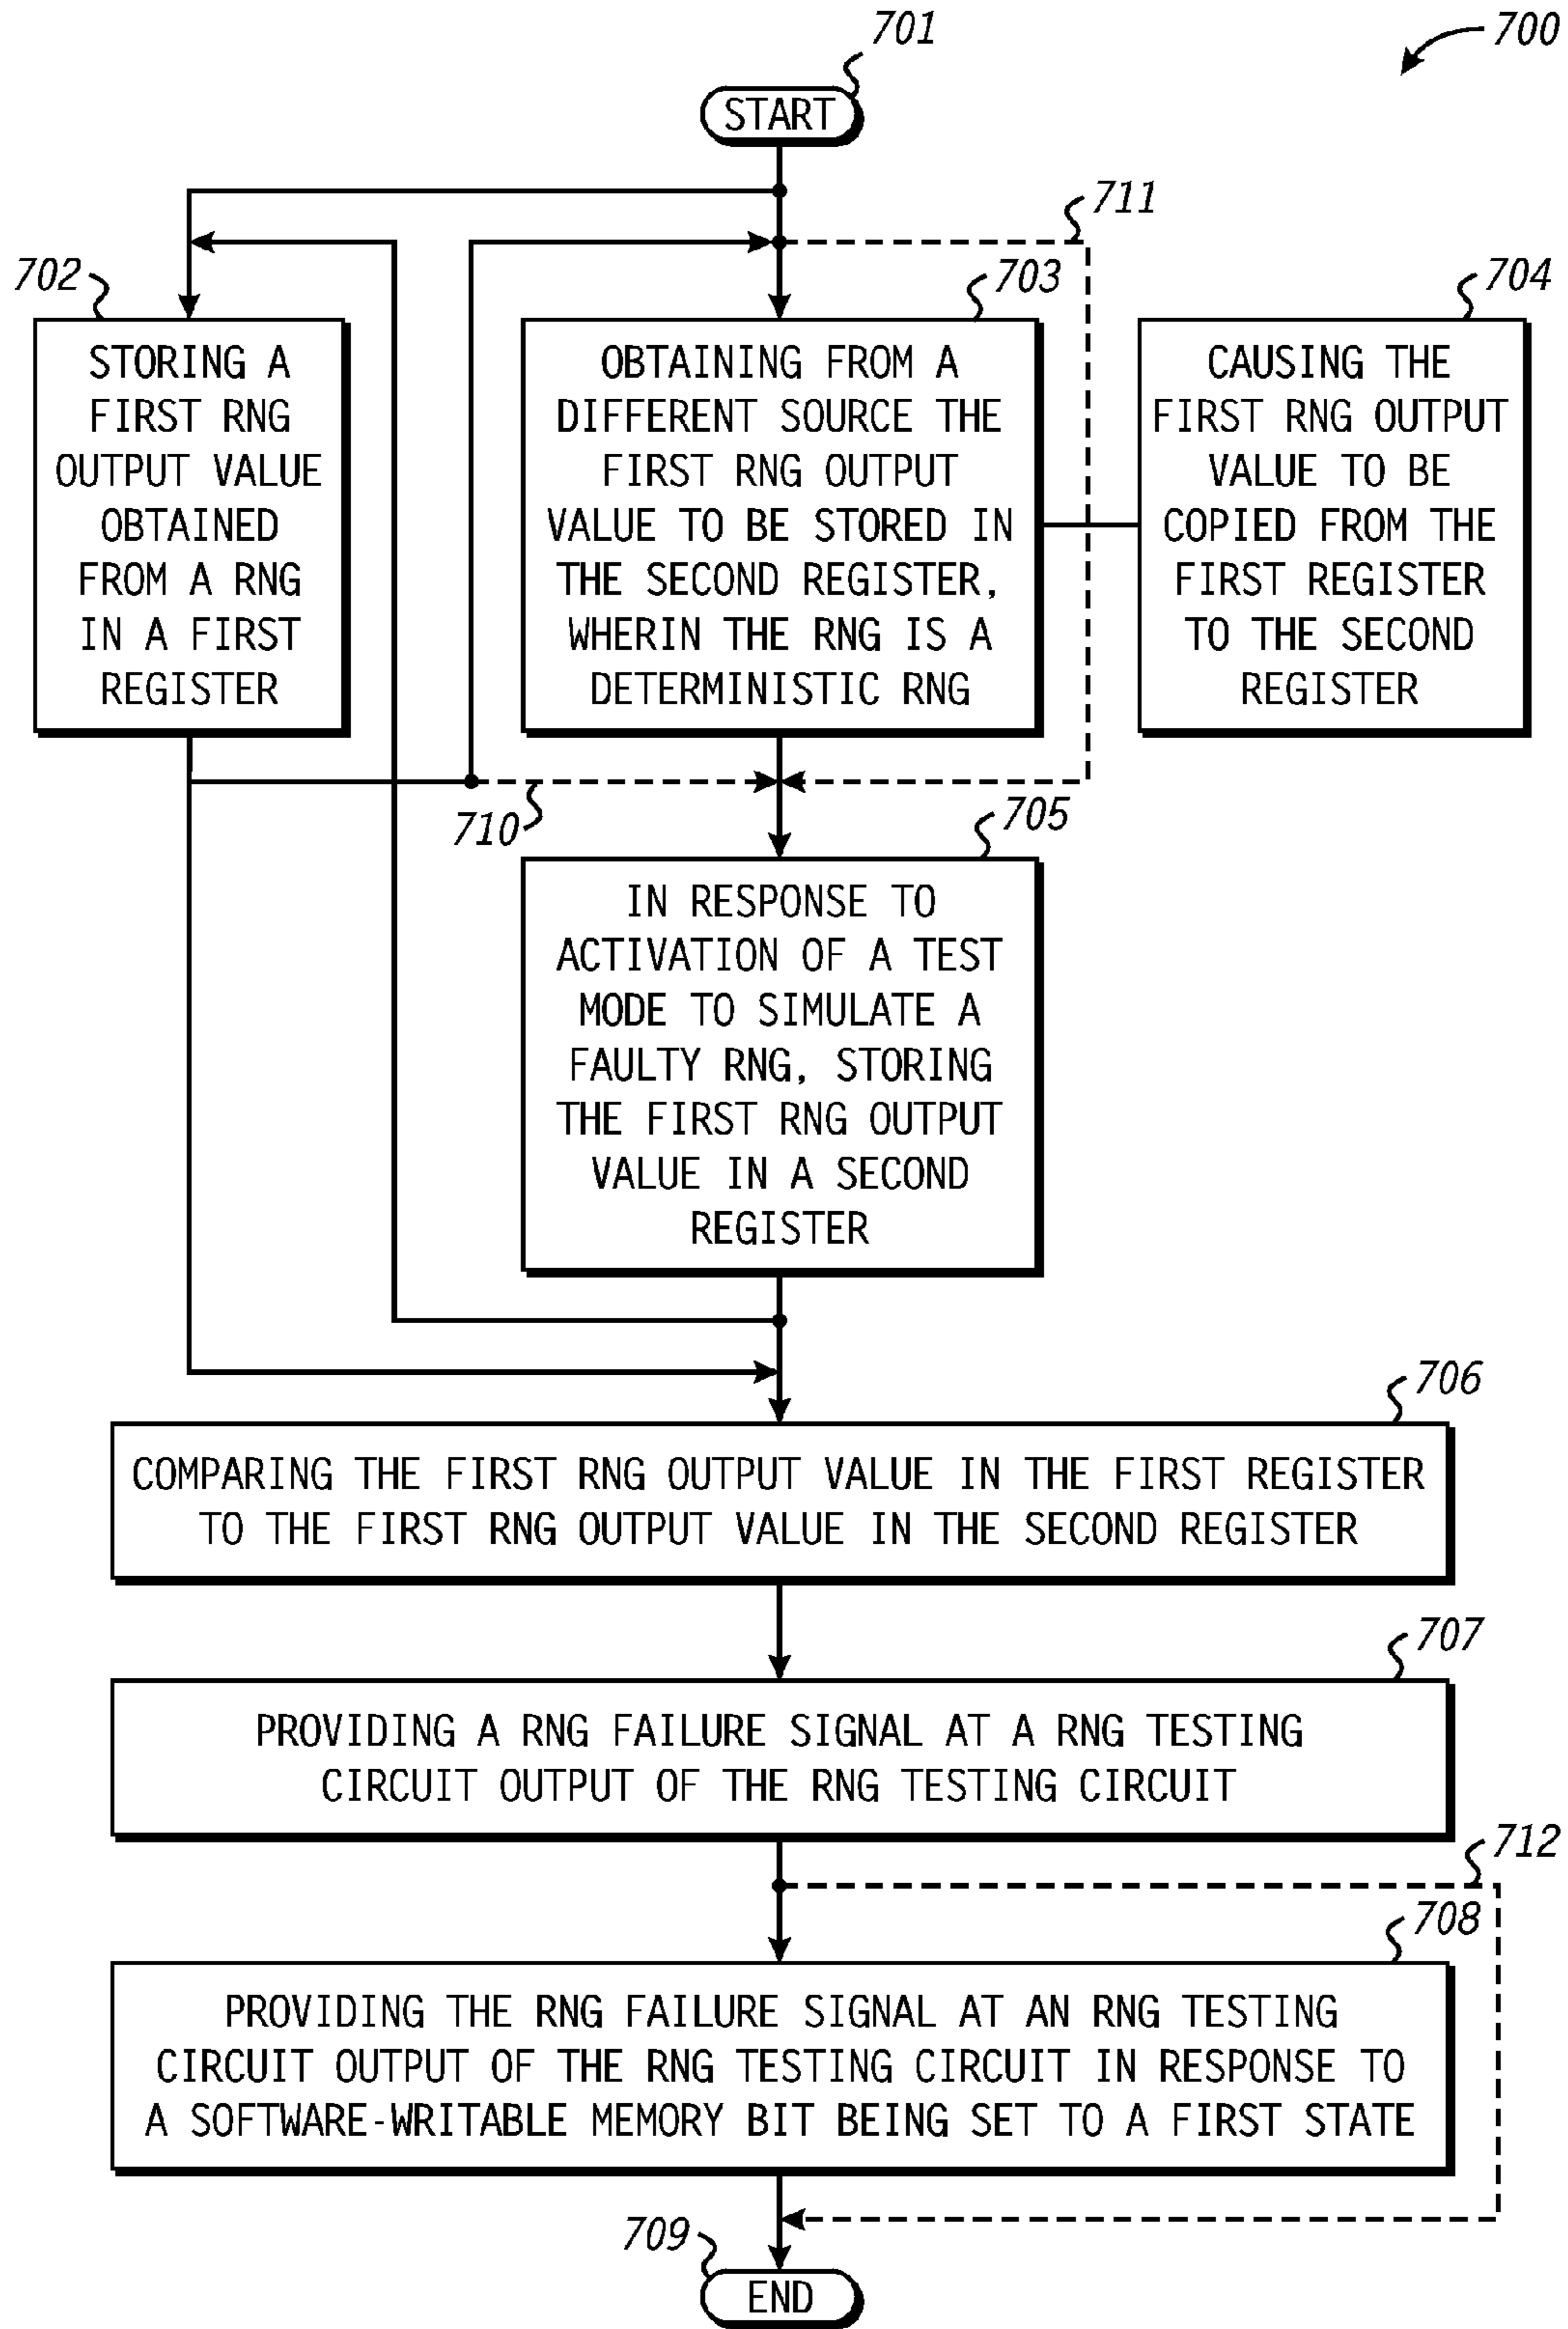 701
700
START
711
702
703
704
STORING A
FIRST RNG
OUTPUT VALUE
OBTAINED
FROM A RNG
IN A FIRST
REGISTER
OBTAINING FROM A
DIFFERENT SOURCE THE
FIRST RNG OUTPUT
VALUE TO BE STORED IN
THE SECOND REGISTER,
WHERIN THE RNG IS A
DETERMINISTIC RNG
CAUSING THE
FIRST RNG OUTPUT
VALUE TO BE
COPIED FROM THE
FIRST REGISTER
TO THE SECOND
REGISTER
710
705
IN RESPONSE TO
ACTIVATION OF A TEST
MODE TO SIMULATE A
FAULTY RNG, STORING
THE FIRST RNG OUTPUT
VALUE IN A SECOND
REGISTER
706
COMPARING THE FIRST RNG OUTPUT VALUE IN THE FIRST REGISTER
TO THE FIRST RNG OUTPUT VALUE IN THE SECOND REGISTER
707
PROVIDING A RNG FAILURE SIGNAL AT A RNG TESTING
CIRCUIT OUTPUT OF THE RNG TESTING CIRCUIT
712
708
PROVIDING THE RNG FAILURE SIGNAL AT AN RNG TESTING
CIRCUIT OUTPUT OF THE RNG TESTING CIRCUIT IN RESPONSE TO
A SOFTWARE-WRITABLE MEMORY BIT BEING SET TO A FIRST STATE
709
END